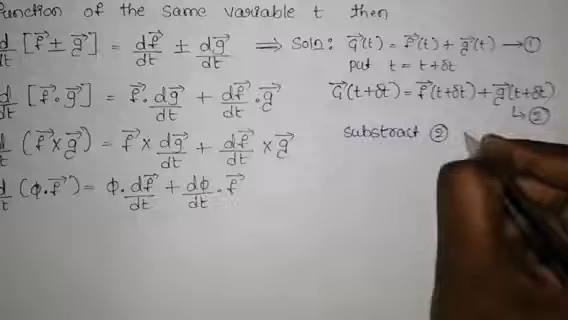 function of the same variable t then
d/dt [f⃗ ± g⃗] = df⃗/dt ± dg⃗/dt ⟹ Soln: G⃗(t) = f⃗(t) + g⃗(t) → ①
put t = t + δt
d/dt [f⃗ . g⃗] = f⃗ . dg⃗/dt + df⃗/dt . g⃗ G⃗(t+δt) = f⃗(t+δt) + g⃗(t+δt)
↳ ②
d/dt (f⃗ × g⃗) = f⃗ × dg⃗/dt + df⃗/dt × g⃗ substract ②
d/dt (ϕ . f⃗) = ϕ . df⃗/dt + dϕ/dt . f⃗